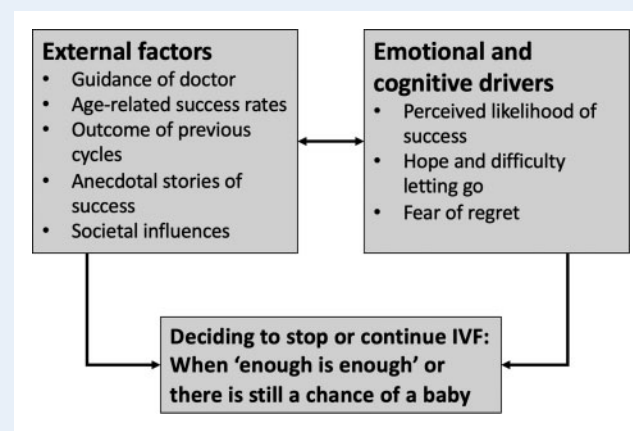 External factors
• Guidance of doctor
• Age-related success rates
• Outcome of previous
cycles
• Anecdotal stories of
success
• Societal influences
Emotional and
cognitive drivers
• Perceived likelihood of
success
• Hope and difficulty
letting go
• Fear of regret
Deciding to stop or continue IVF:
When ‘enough is enough’ or
there is still a chance of a baby